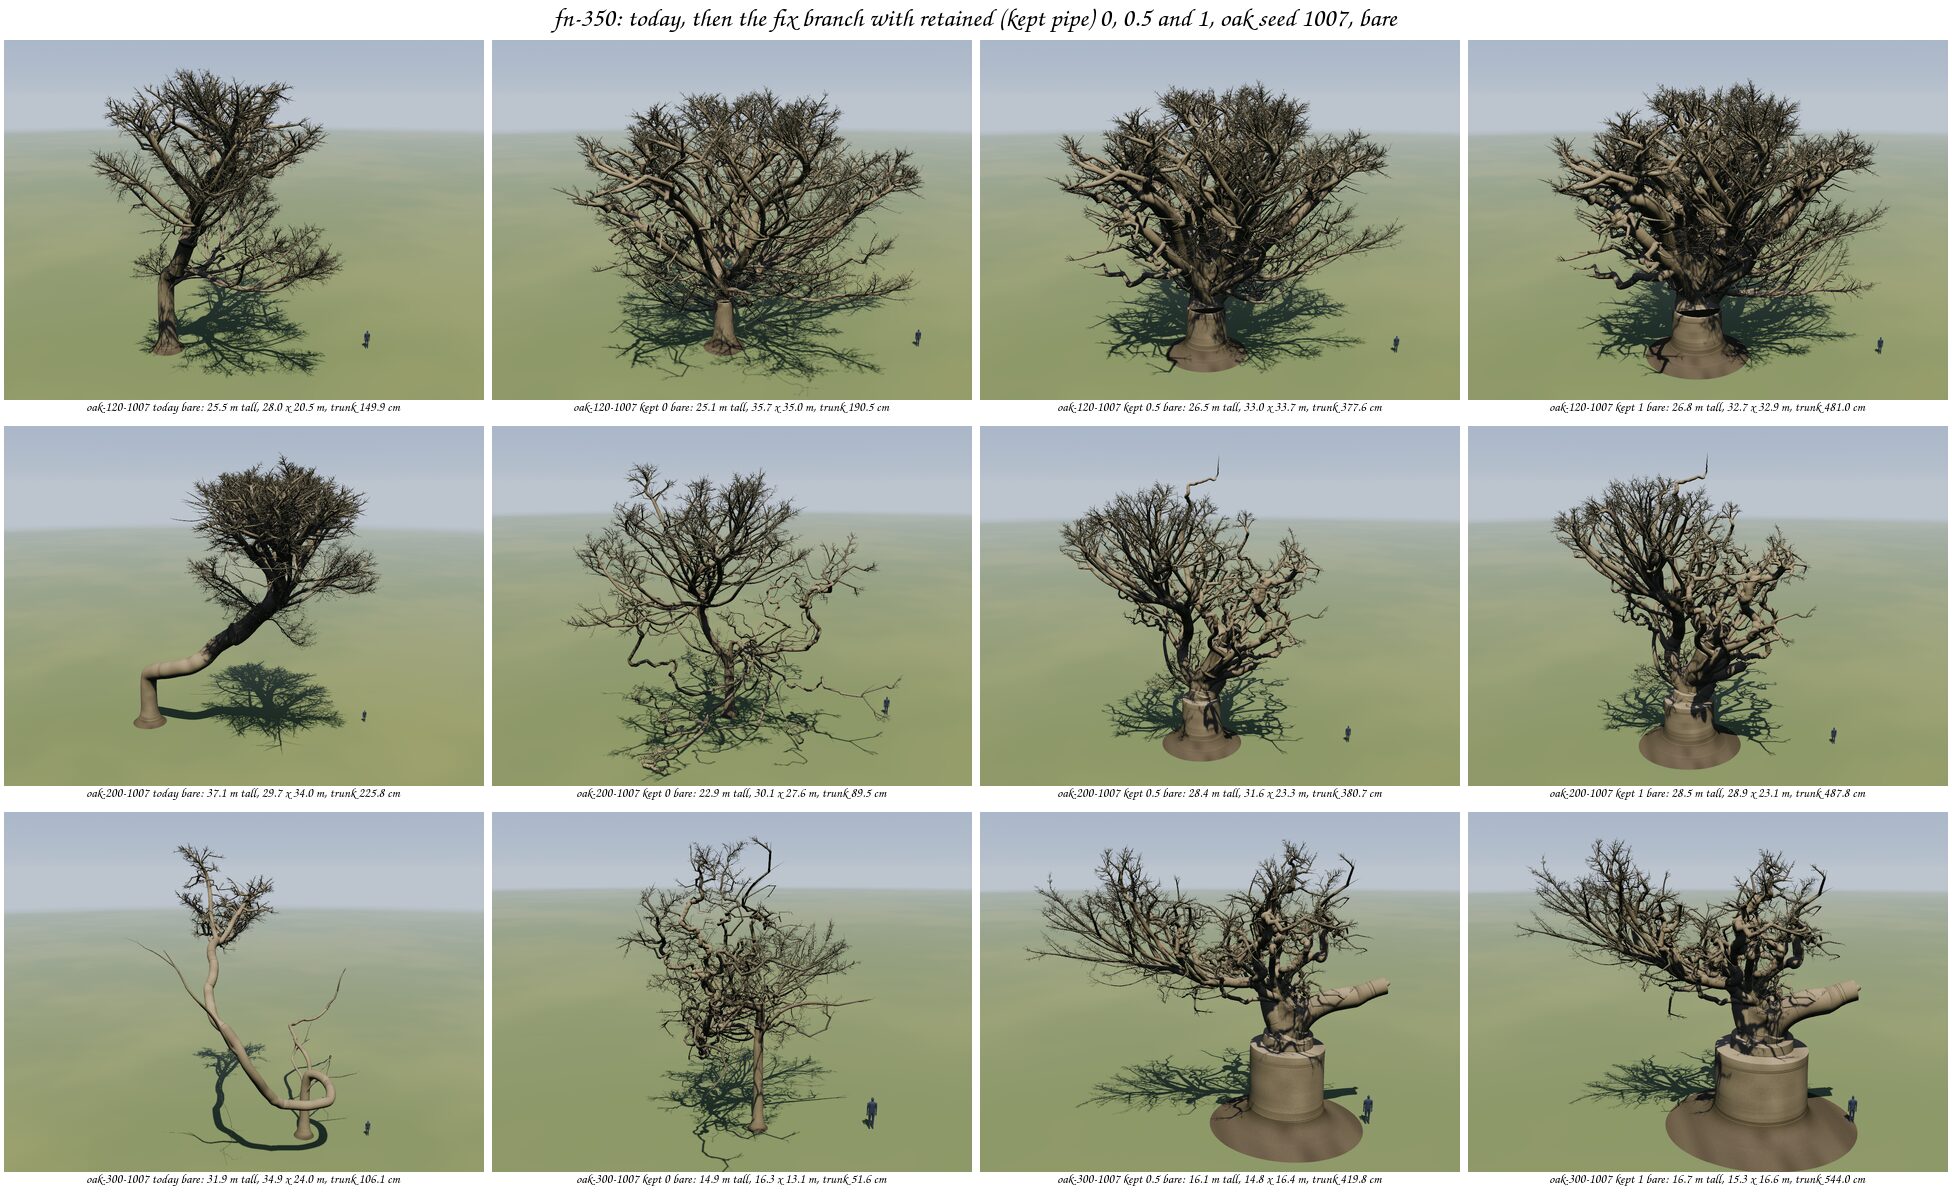 fn-350: today, then the fix branch with retained (kept pipe) 0, 0.5 and 1, oak seed 1007, bare
oak-120-1007 today bare: 25.5 m tall, 28.0 x 20.5 m, trunk 149.9 cm
oak-120-1007 kept 0 bare: 25.1 m tall, 35.7 x 35.0 m, trunk 190.5 cm
oak-120-1007 kept 0.5 bare: 26.5 m tall, 33.0 x 33.7 m, trunk 377.6 cm
oak-120-1007 kept 1 bare: 26.8 m tall, 32.7 x 32.9 m, trunk 481.0 cm
oak-200-1007 today bare: 37.1 m tall, 29.7 x 34.0 m, trunk 225.8 cm
oak-200-1007 kept 0 bare: 22.9 m tall, 30.1 x 27.6 m, trunk 89.5 cm
oak-200-1007 kept 0.5 bare: 28.4 m tall, 31.6 x 23.3 m, trunk 380.7 cm
oak-200-1007 kept 1 bare: 28.5 m tall, 28.9 x 23.1 m, trunk 487.8 cm
oak-300-1007 today bare: 31.9 m tall, 34.9 x 24.0 m, trunk 106.1 cm
oak-300-1007 kept 0 bare: 14.9 m tall, 16.3 x 13.1 m, trunk 51.6 cm
oak-300-1007 kept 0.5 bare: 16.1 m tall, 14.8 x 16.4 m, trunk 419.8 cm
oak-300-1007 kept 1 bare: 16.7 m tall, 15.3 x 16.6 m, trunk 544.0 cm